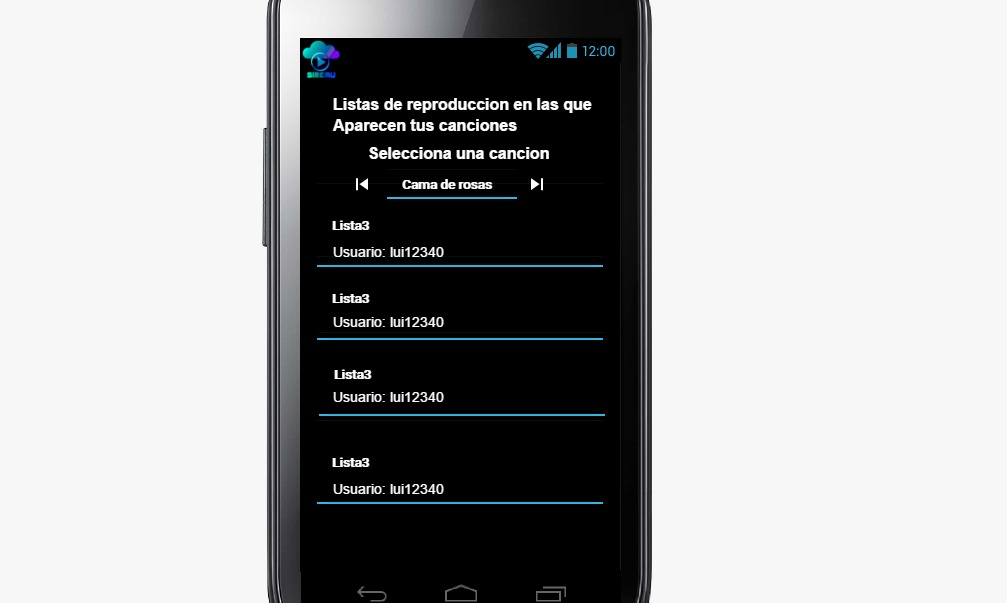 12:00
Listas de reproduccion en las que
Aparecen tus canciones
Selecciona una cancion
Cama de rosas
Lista3
Usuario: lui12340
Lista3
Usuario: lui12340
Lista3
Usuario: lui12340
Lista3
Usuario: lui12340